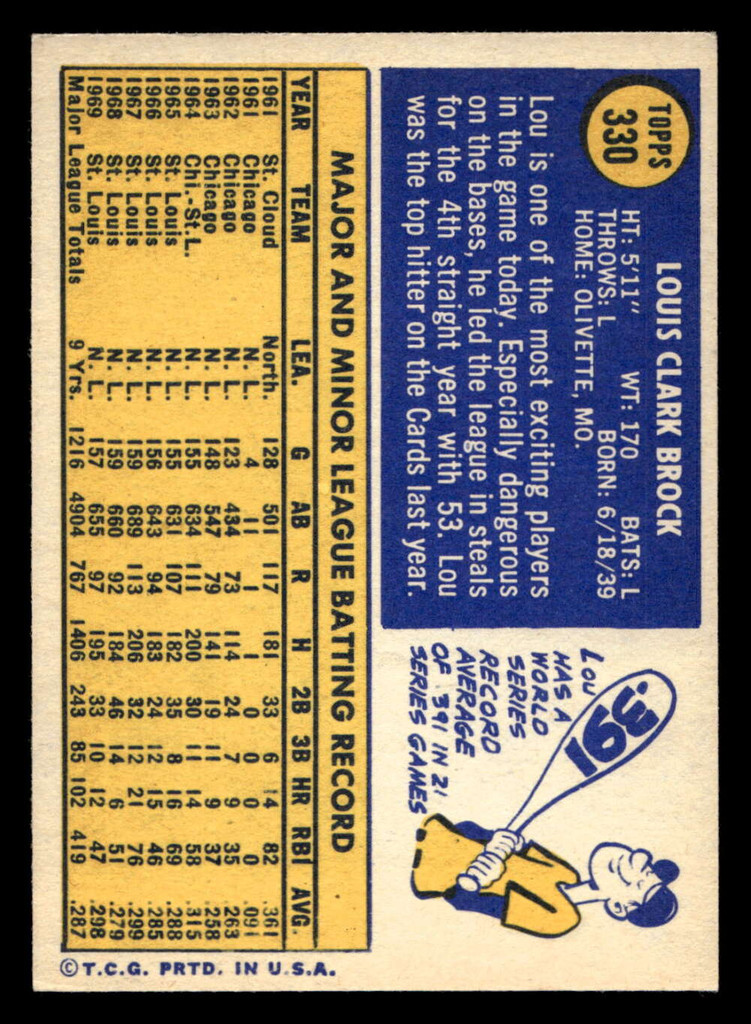 TOPPS
330
LOUIS CLARK BROCK
HT: 5'11" WT: 170 BATS: L
THROWS: L BORN: 6/18/39
HOME: OLIVETTE, MO.
Lou is one of the most exciting players
in the game today. Especially dangerous
on the bases, he led the league in steals
for the 4th straight year with 53. Lou
was the top hitter on the Cards last year.
LOU
HAS A
WORLD
SERIES
RECORD
AVERAGE
OF .391 IN 21
SERIES GAMES
.391
MAJOR AND MINOR LEAGUE BATTING RECORD
YEAR TEAM LEA. G AB R H 2B 3B HR RBI AVG.
1961 St. Cloud North. 128 501 117 181 33 6 14 82 .361
1961 Chicago N.L. 4 11 1 1 0 0 0 0 .091
1962 Chicago N.L. 123 434 73 114 24 7 9 35 .263
1963 Chicago N.L. 148 547 79 141 19 11 9 37 .258
1964 Chi.-St.L. N.L. 155 634 111 200 30 11 14 58 .315
1965 St. Louis N.L. 155 631 107 182 35 8 16 69 .288
1966 St. Louis N.L. 156 643 94 183 24 12 15 46 .285
1967 St. Louis N.L. 159 689 113 206 32 12 21 76 .299
1968 St. Louis N.L. 159 660 92 184 46 14 6 51 .279
1969 St. Louis N.L. 157 655 97 195 33 10 12 47 .298
Major League Totals 9 Yrs. 1216 4904 767 1406 243 85 102 419 .287
© T.C.G. PRTD. IN U.S.A.